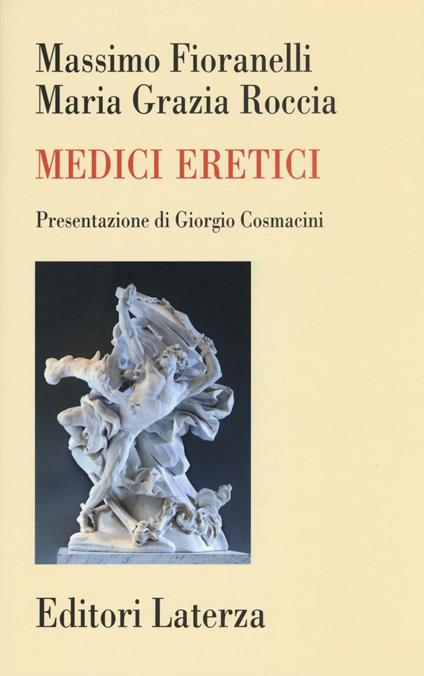 Massimo Fioranelli
Maria Grazia Roccia
MEDICI ERETICI
Presentazione di Giorgio Cosmacini
Editori Laterza